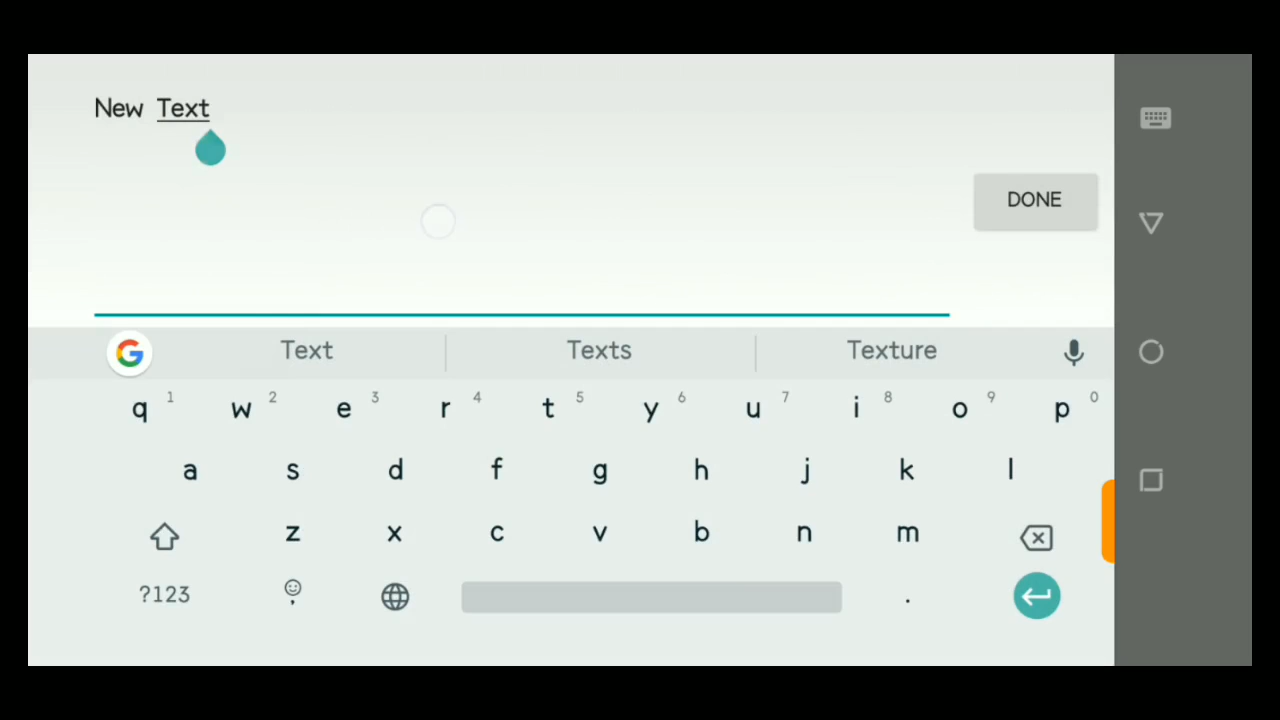 New Text
DONE
Text Texts Texture
q 1 w 2 e 3 r 4 t 5 y 6 u 7 i 8 o 9 p 0
a s d f g h j k l
z x c v b n m
?123 , .